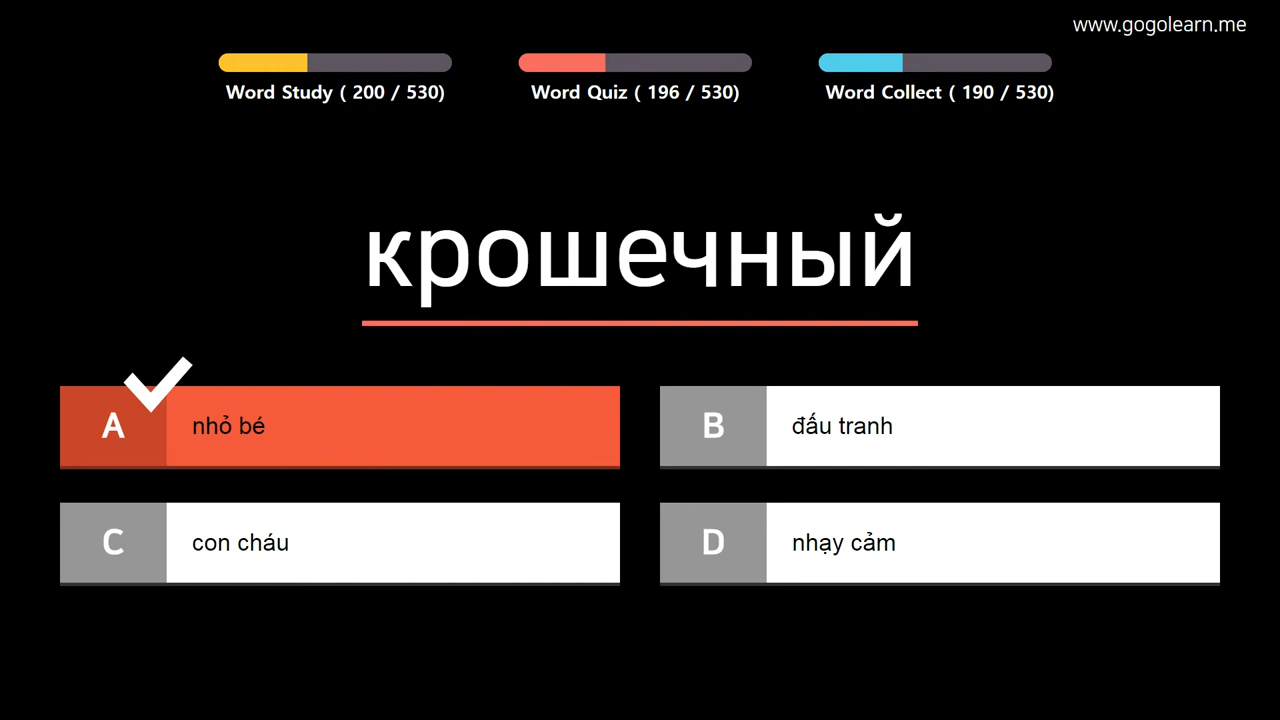 www.gogolearn.me
Word Study ( 200 / 530)
Word Quiz ( 196 / 530)
Word Collect ( 190 / 530)
крошечный
A nhỏ bé
B đấu tranh
C con cháu
D nhạy cảm